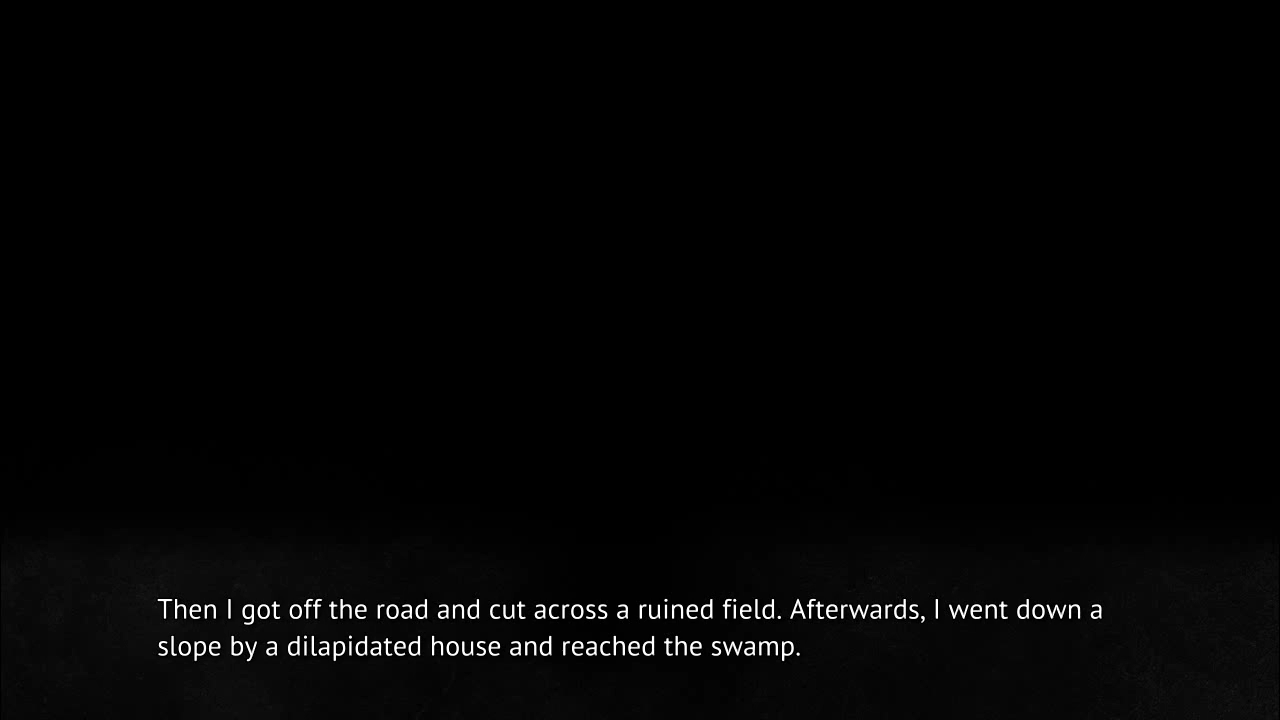 Then I got off the road and cut across a ruined field. Afterwards, I went down a
slope by a dilapidated house and reached the swamp.